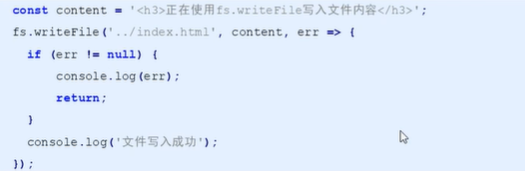 const content = '<h3>正在使用fs.writeFile写入文件内容</h3>';
fs.writeFile('../index.html', content, err => {
if (err != null) {
console.log(err);
return;
}
console.log('文件写入成功');
});